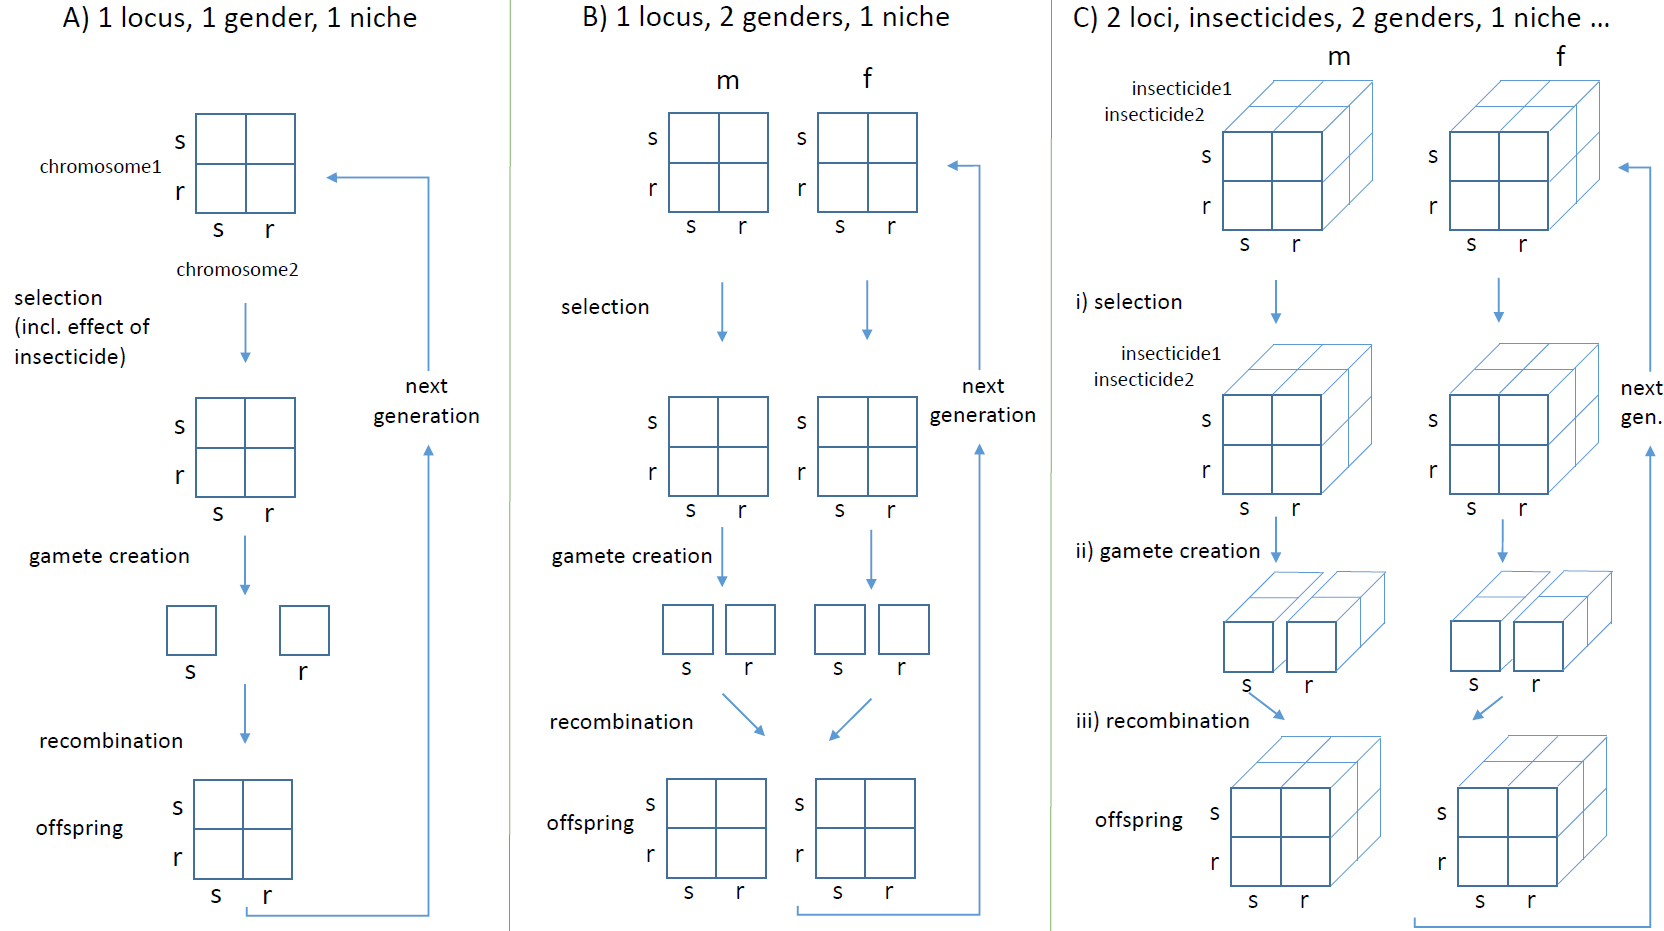 A) 1 locus, 1 gender, 1 niche
s
chromosome1
r
s r
chromosome2
selection
(incl. effect of
insecticide)
s
r
s r
next
generation
gamete creation
s r
recombination
s
offspring
r
s r
B) 1 locus, 2 genders, 1 niche
m f
s s
r r
s r s r
selection
s s
r r
s r s r
next
generation
gamete creation
s r s r
recombination
s s
offspring
r r
s r s r
C) 2 loci, insecticides, 2 genders, 1 niche ...
m f
insecticide1
insecticide2
s s
r r
s r s r
i) selection
insecticide1
insecticide2
s s
r r
s r s r
next
gen.
ii) gamete creation
s r s r
iii) recombination
s s
offspring
r r
s r s r